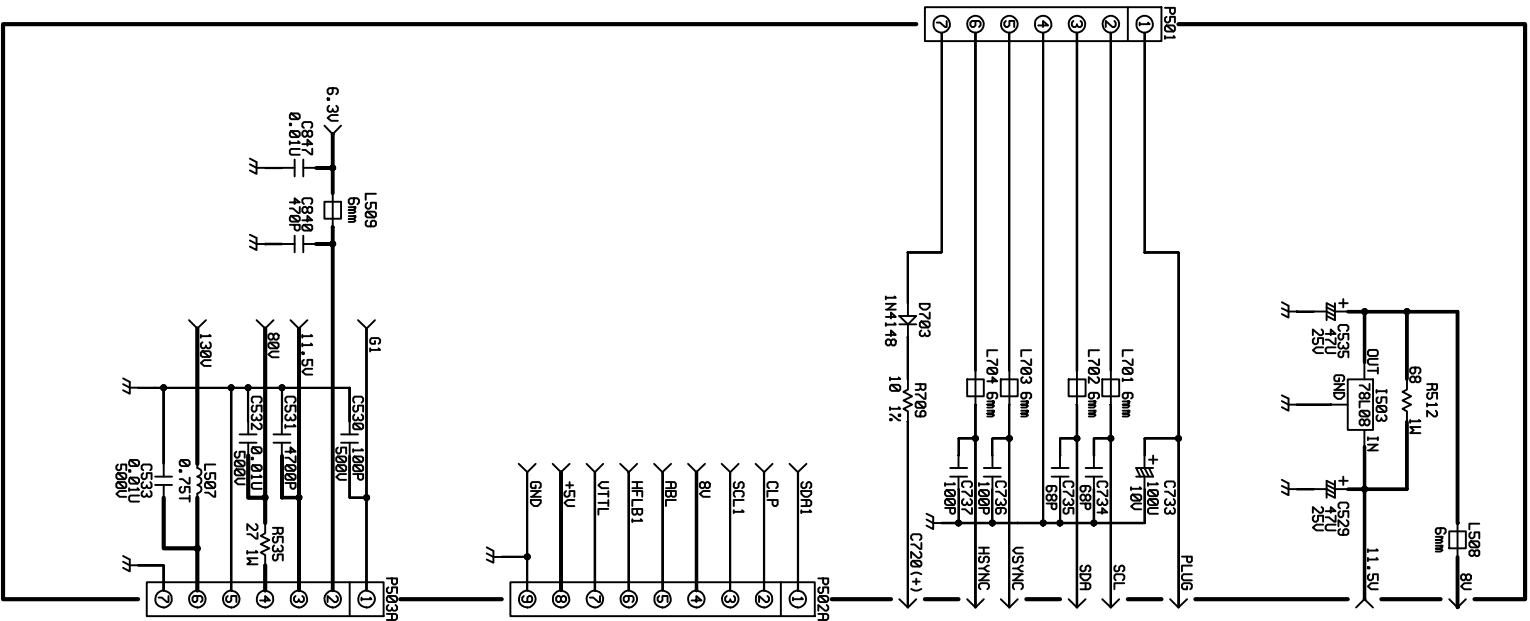 P501
7
6
5
4
3
2
1
6.3V
C847
0.01U
C840
470P
L509
6mm
D703
1N4148
R709
10 1%
L704 6mm
L703 6mm
L702 6mm
L701 6mm
C737
100P
C736
100P
C735
68P
C734
68P
+
C733
100U
10V
C720(+)
HSYNC
VSYNC
SDA
SCL
PLUG
+
C535
47U
25V
OUT
GND
I503
78L08
IN
68
R512
1W
+
C529
47U
25V
L508
6mm
11.5V
8V
130V
80V
11.5V
G1
C530
100P
500V
C531
4700P
C532
0.01U
500V
C533
0.01U
500V
L507
0.75T
R535
27 1W
P503A
7
6
5
4
3
2
1
GND
+5V
VTTL
HFLB1
ABL
8V
SCL1
CLP
SDA1
P502A
9
8
7
6
5
4
3
2
1